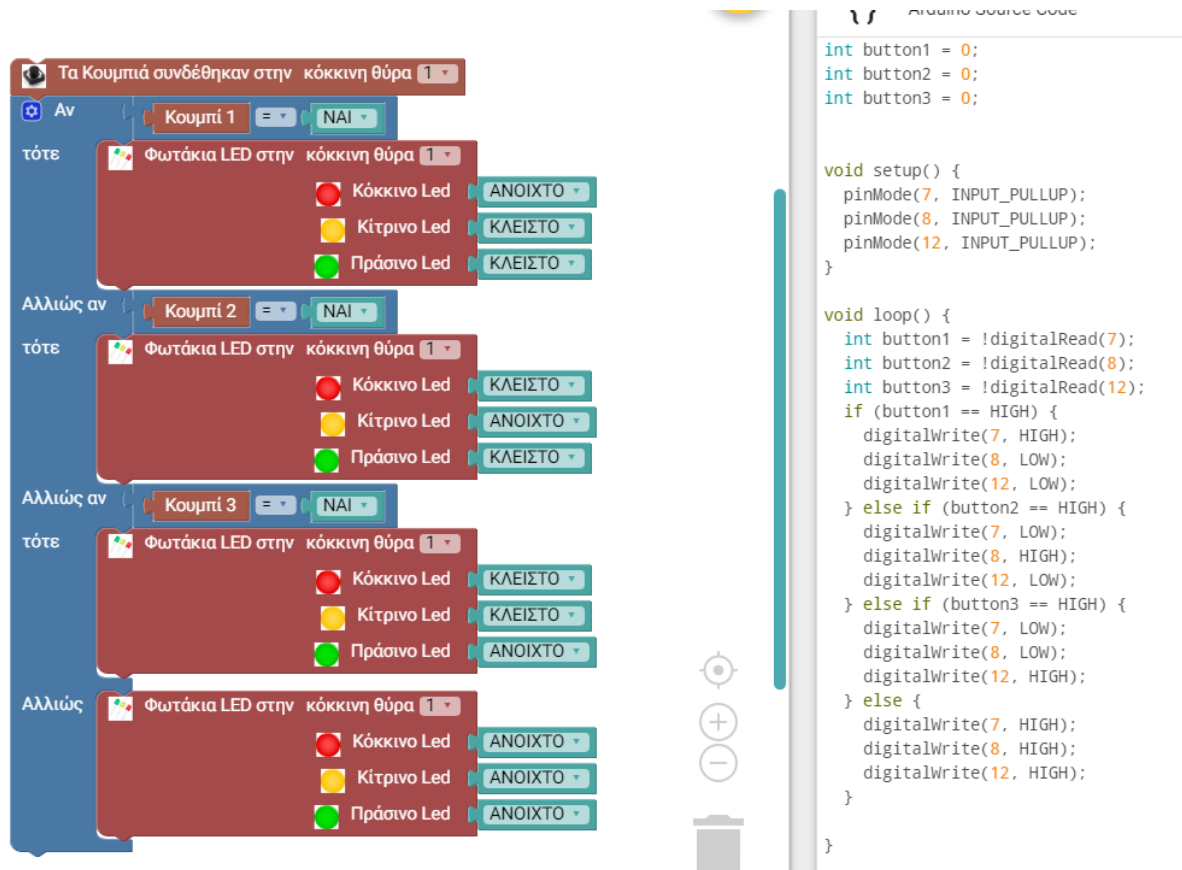 Τα Κουμπιά συνδέθηκαν στην κόκκινη θύρα 1
Αν Κουμπί 1 = ΝΑΙ
τότε Φωτάκια LED στην κόκκινη θύρα 1
Κόκκινο Led ΑΝΟΙΧΤΟ
Κίτρινο Led ΚΛΕΙΣΤΟ
Πράσινο Led ΚΛΕΙΣΤΟ
Αλλιώς αν Κουμπί 2 = ΝΑΙ
τότε Φωτάκια LED στην κόκκινη θύρα 1
Κόκκινο Led ΚΛΕΙΣΤΟ
Κίτρινο Led ΑΝΟΙΧΤΟ
Πράσινο Led ΚΛΕΙΣΤΟ
Αλλιώς αν Κουμπί 3 = ΝΑΙ
τότε Φωτάκια LED στην κόκκινη θύρα 1
Κόκκινο Led ΚΛΕΙΣΤΟ
Κίτρινο Led ΚΛΕΙΣΤΟ
Πράσινο Led ΑΝΟΙΧΤΟ
Αλλιώς Φωτάκια LED στην κόκκινη θύρα 1
Κόκκινο Led ΑΝΟΙΧΤΟ
Κίτρινο Led ΑΝΟΙΧΤΟ
Πράσινο Led ΑΝΟΙΧΤΟ
{ } Arduino Source Code
int button1 = 0;
int button2 = 0;
int button3 = 0;
void setup() {
pinMode(7, INPUT_PULLUP);
pinMode(8, INPUT_PULLUP);
pinMode(12, INPUT_PULLUP);
}
void loop() {
int button1 = !digitalRead(7);
int button2 = !digitalRead(8);
int button3 = !digitalRead(12);
if (button1 == HIGH) {
digitalWrite(7, HIGH);
digitalWrite(8, LOW);
digitalWrite(12, LOW);
} else if (button2 == HIGH) {
digitalWrite(7, LOW);
digitalWrite(8, HIGH);
digitalWrite(12, LOW);
} else if (button3 == HIGH) {
digitalWrite(7, LOW);
digitalWrite(8, LOW);
digitalWrite(12, HIGH);
} else {
digitalWrite(7, HIGH);
digitalWrite(8, HIGH);
digitalWrite(12, HIGH);
}
}